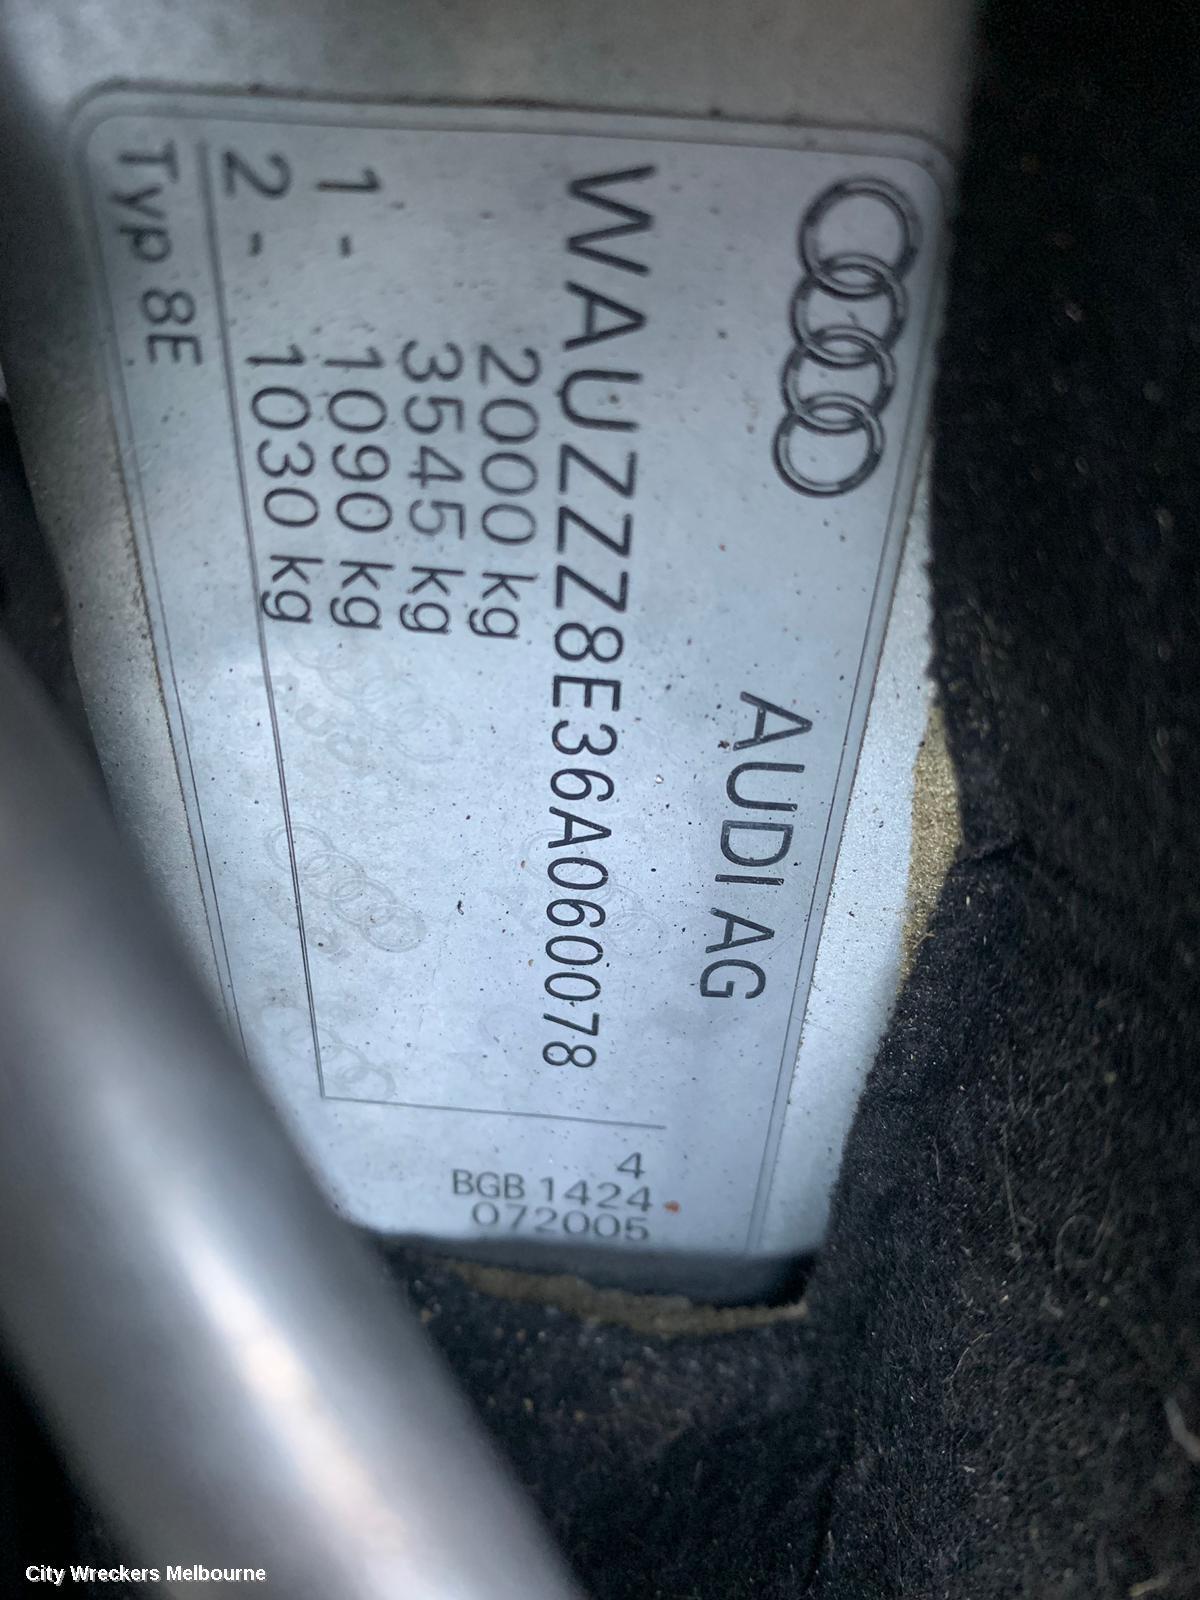 AUDI AG
WAUZZZ8E36A060078
2000 kg
3545 kg
1 - 1090 kg
2 - 1030 kg
Typ 8E
4
BGB 1424
072005
City Wreckers Melbourne